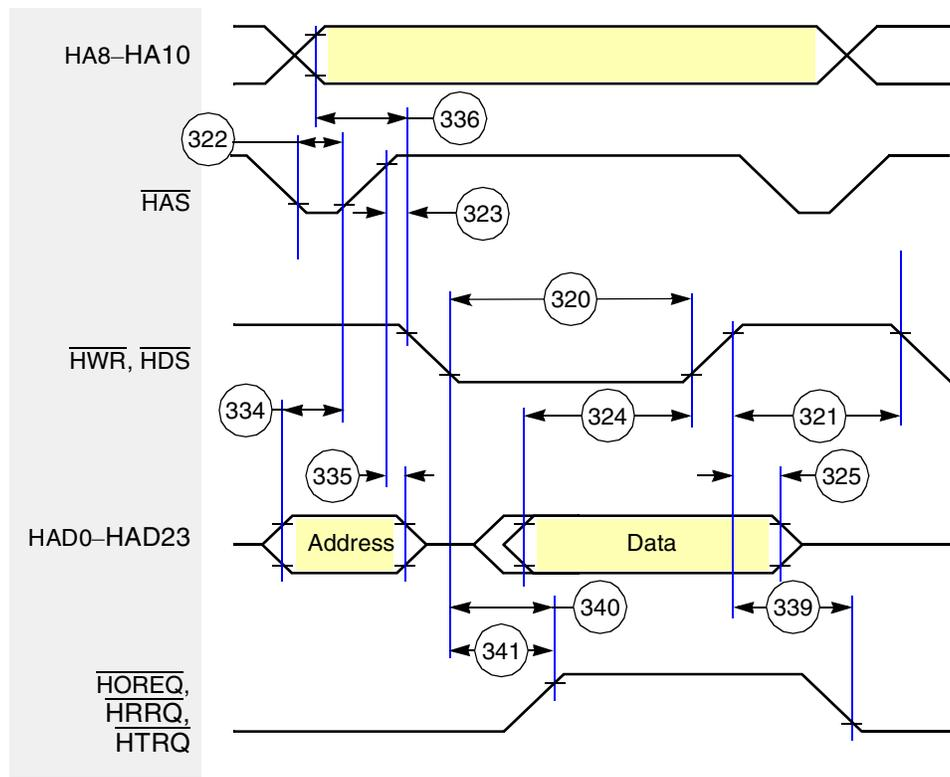 HA8–HA10
336
322
HAS
323
320
HWR, HDS
334
324
321
335
325
HAD0–HAD23
Address
Data
340
339
341
HOREQ,
HRRQ,
HTRQ